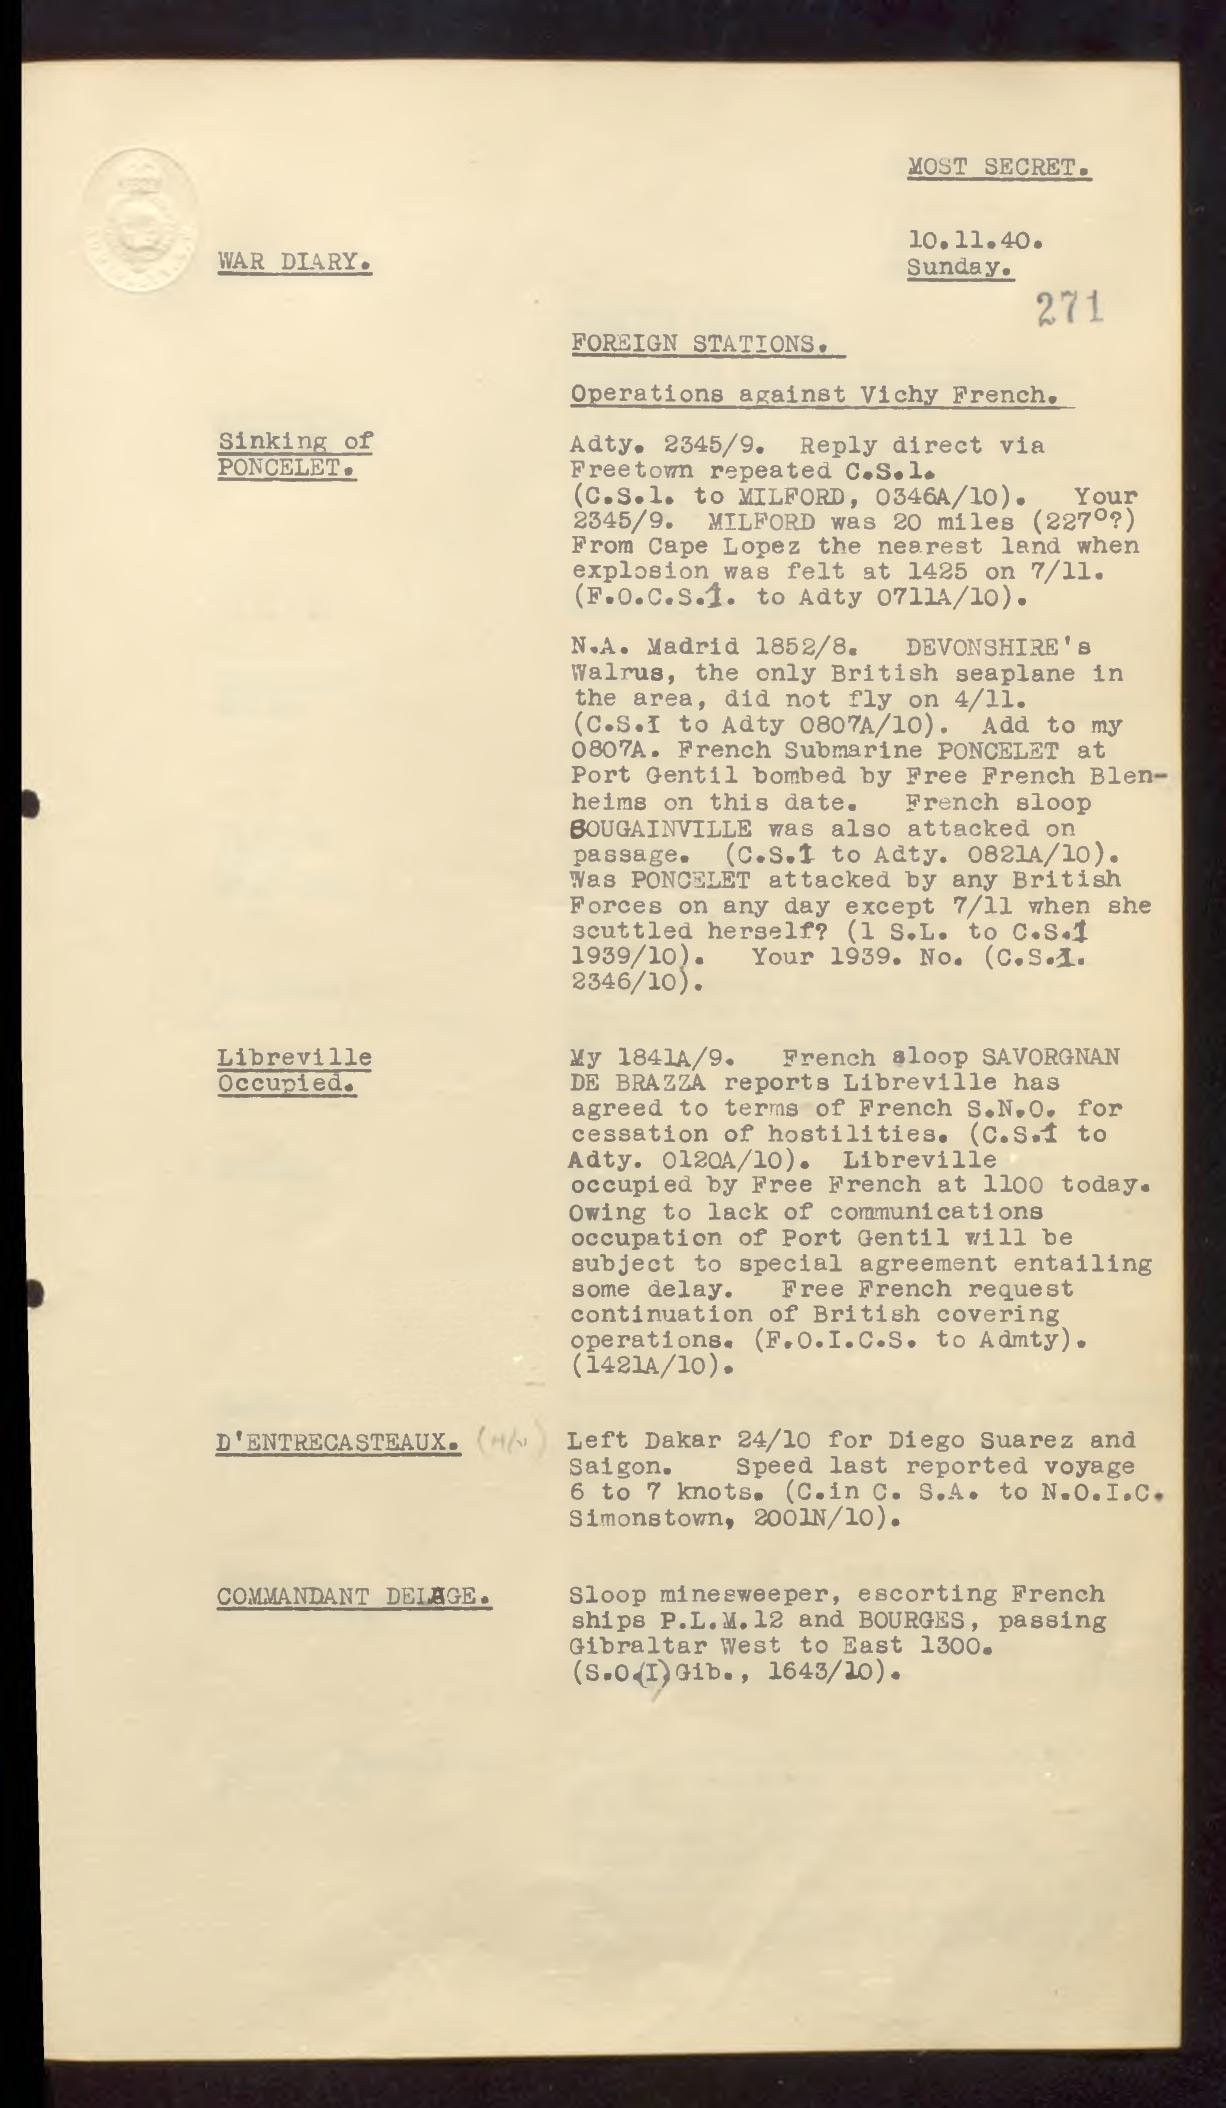 MOST SECRET.
10.11.40.
WAR DIARY.
Sunday.
271
FOREIGN STATIONS.
Operations against Vichy French.
Sinking of
PONCELET.
Adty. 2345/9. Reply direct via
Freetown repeated C.S.1.
(C.S.1. to MILFORD, 0346A/10). Your
2345/9. MILFORD was 20 miles (227°?)
From Cape Lopez the nearest land when
explosion was felt at 1425 on 7/11.
(F.O.C.S.1. to Adty 0711A/10).
N.A. Madrid 1852/8. DEVONSHIRE's
Walrus, the only British seaplane in
the area, did not fly on 4/11.
(C.S.I to Adty 0807A/10). Add to my
0807A. French Submarine PONCELET at
Port Gentil bombed by Free French Blen-
heims on this date. French sloop
BOUGAINVILLE was also attacked on
passage. (C.S.1 to Adty. 0821A/10).
Was PONCELET attacked by any British
Forces on any day except 7/11 when she
scuttled herself? (1 S.L. to C.S.1
1939/10). Your 1939. No. (C.S.1.
2346/10).
Libreville
Occupied.
My 1841A/9. French sloop SAVORGNAN
DE BRAZZA reports Libreville has
agreed to terms of French S.N.O. for
cessation of hostilities. (C.S.1 to
Adty. 0120A/10). Libreville
occupied by Free French at 1100 today.
Owing to lack of communications
occupation of Port Gentil will be
subject to special agreement entailing
some delay. Free French request
continuation of British covering
operations. (F.O.I.C.S. to Admty).
(1421A/10).
D'ENTRECASTEAUX.
Left Dakar 24/10 for Diego Suarez and
Saigon. Speed last reported voyage
6 to 7 knots. (C.in C. S.A. to N.O.I.C.
Simonstown, 2001N/10).
COMMANDANT DELAGE.
Sloop minesweeper, escorting French
ships P.L.M.12 and BOURGES, passing
Gibraltar West to East 1300.
(S.O.(I) Gib., 1643/10).